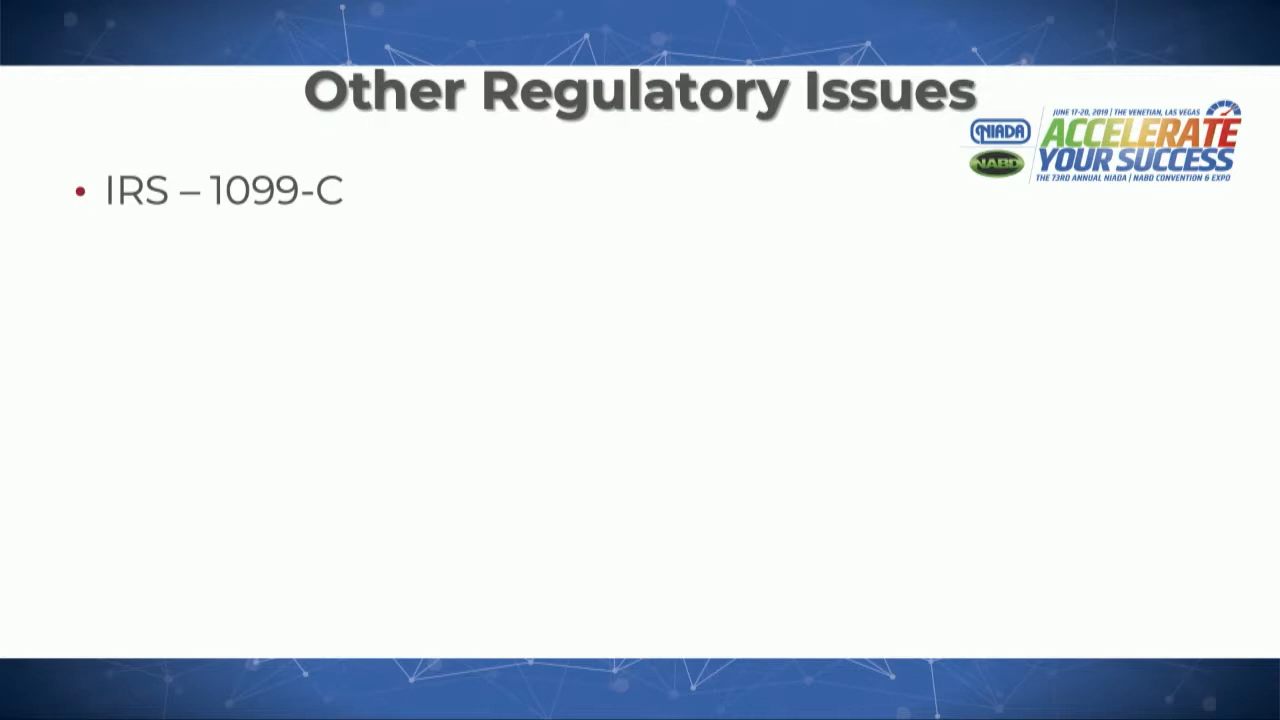 Other Regulatory Issues
JUNE 17-20, 2019 | THE VENETIAN, LAS VEGAS
NIADA
ACCELERATE
NABD
YOUR SUCCESS
THE 73RD ANNUAL NIADA | NABD CONVENTION & EXPO
• IRS – 1099-C